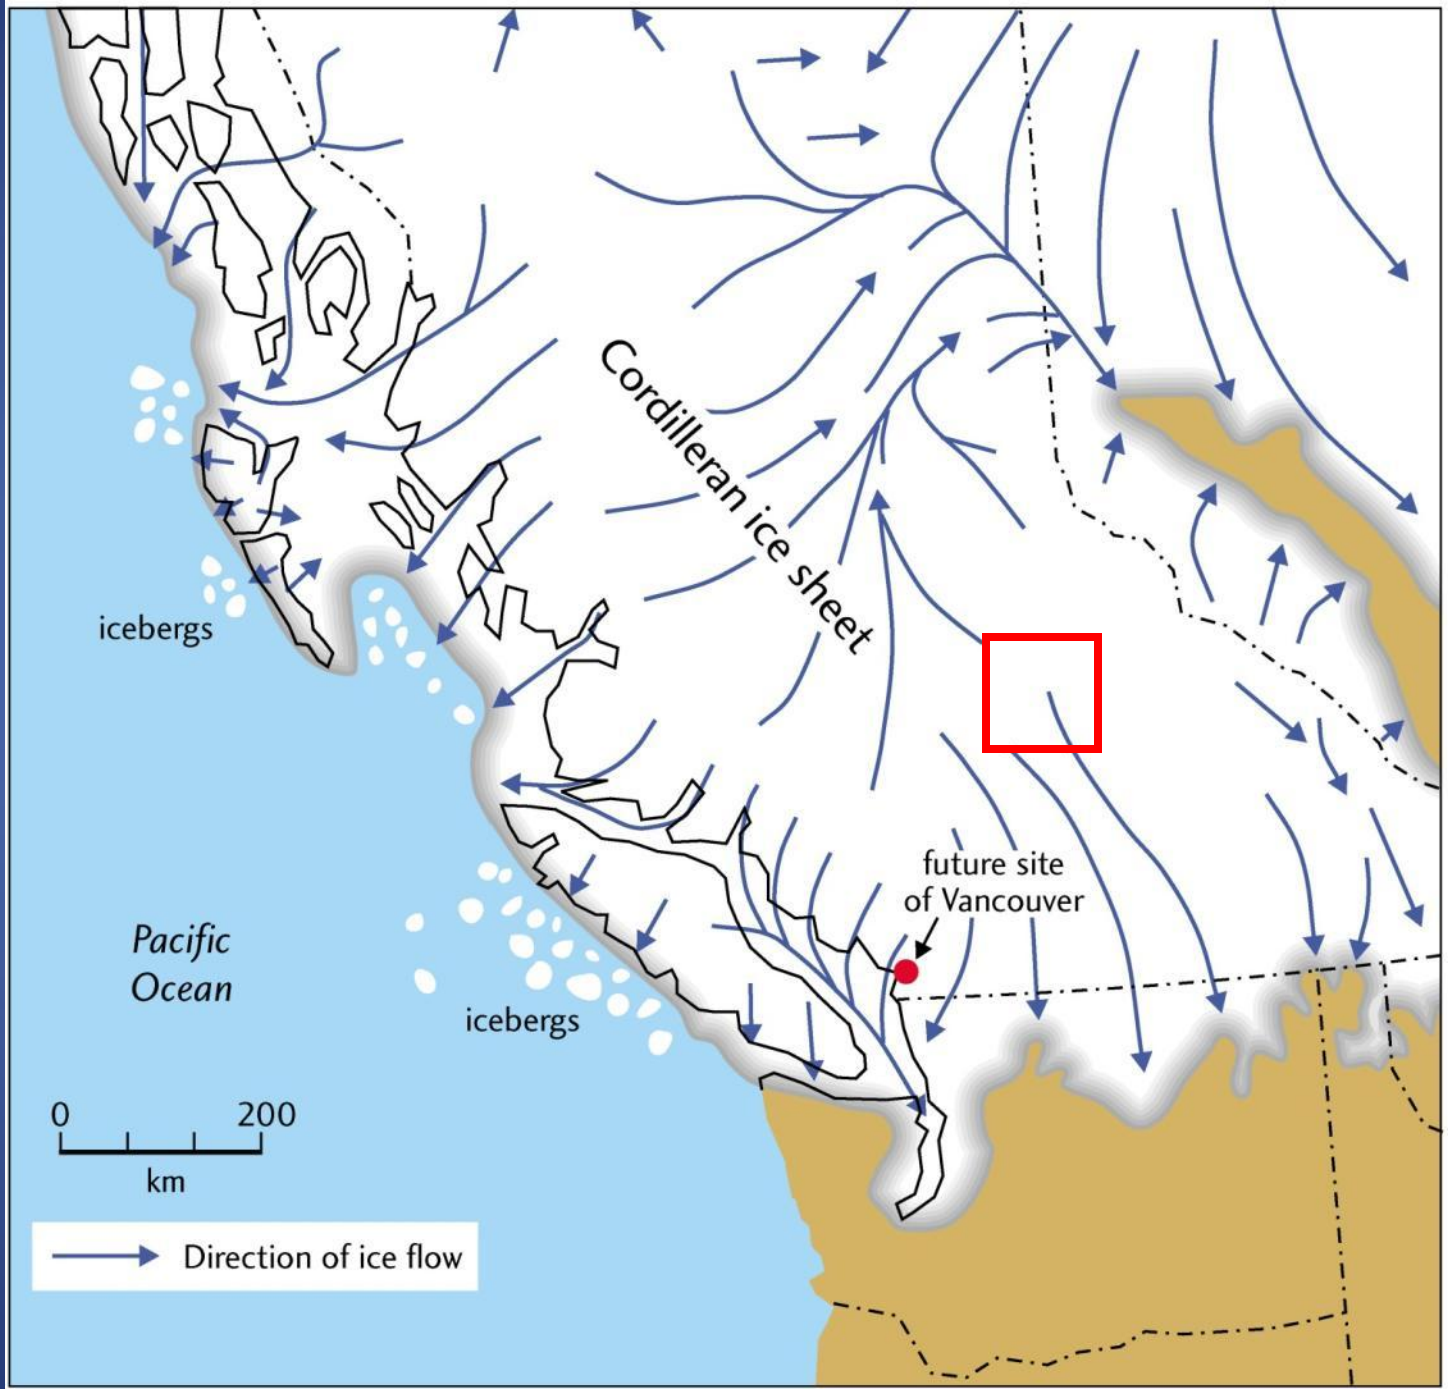 Cordilleran ice sheet
icebergs
future site
of Vancouver
Pacific
Ocean
icebergs
0 200
km
Direction of ice flow